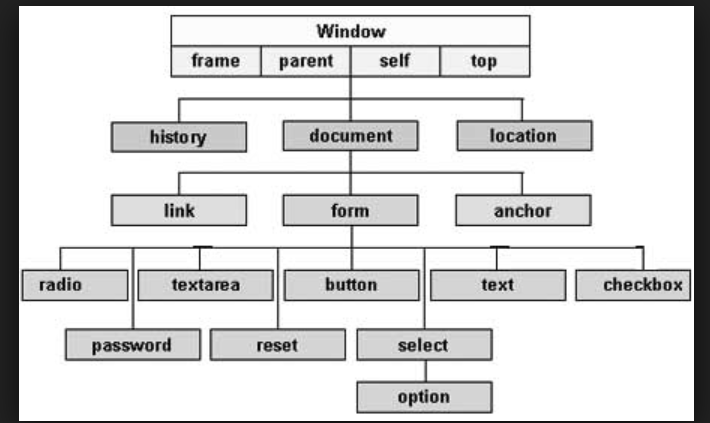 Window
frame parent self top
history document location
link form anchor
radio textarea button text checkbox
password reset select
option